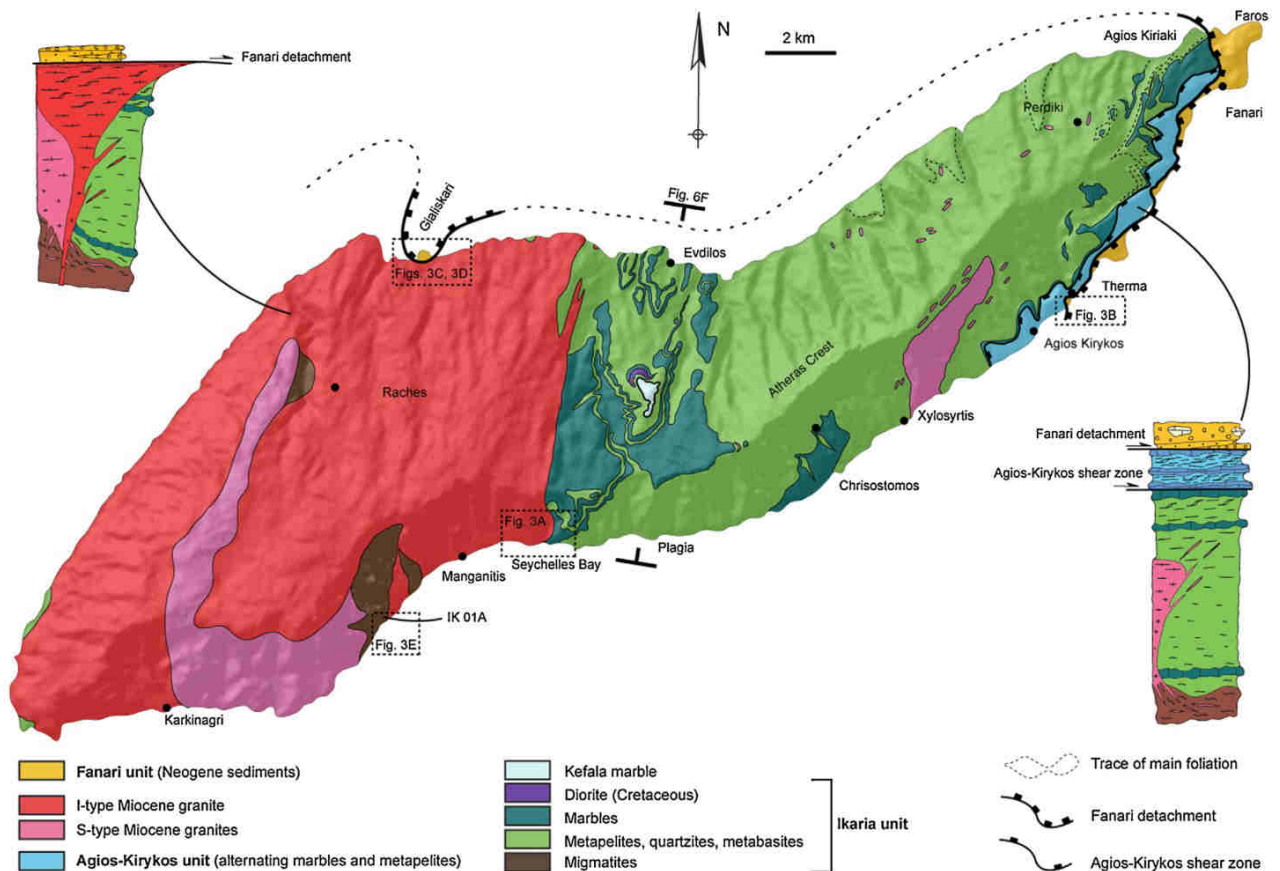 Fanari detachment
N
2 km
Agios Kiriaki
Faros
Fanari
Perdiki
Gialiskari
Fig. 6F
Figs. 3C, 3D
Evdilos
Therma
Fig. 3B
Agios Kirykos
Atheras Crest
Raches
Xylosyrtis
Chrisostomos
Fanari detachment
Agios-Kirykos shear zone
Fig. 3A
Plagia
Seychelles Bay
Manganitis
IK 01A
Fig. 3E
Karkinagri
Fanari unit (Neogene sediments)
I-type Miocene granite
S-type Miocene granites
Agios-Kirykos unit (alternating marbles and metapelites)
Kefala marble
Diorite (Cretaceous)
Marbles
Metapelites, quartzites, metabasites
Migmatites
Ikaria unit
Trace of main foliation
Fanari detachment
Agios-Kirykos shear zone